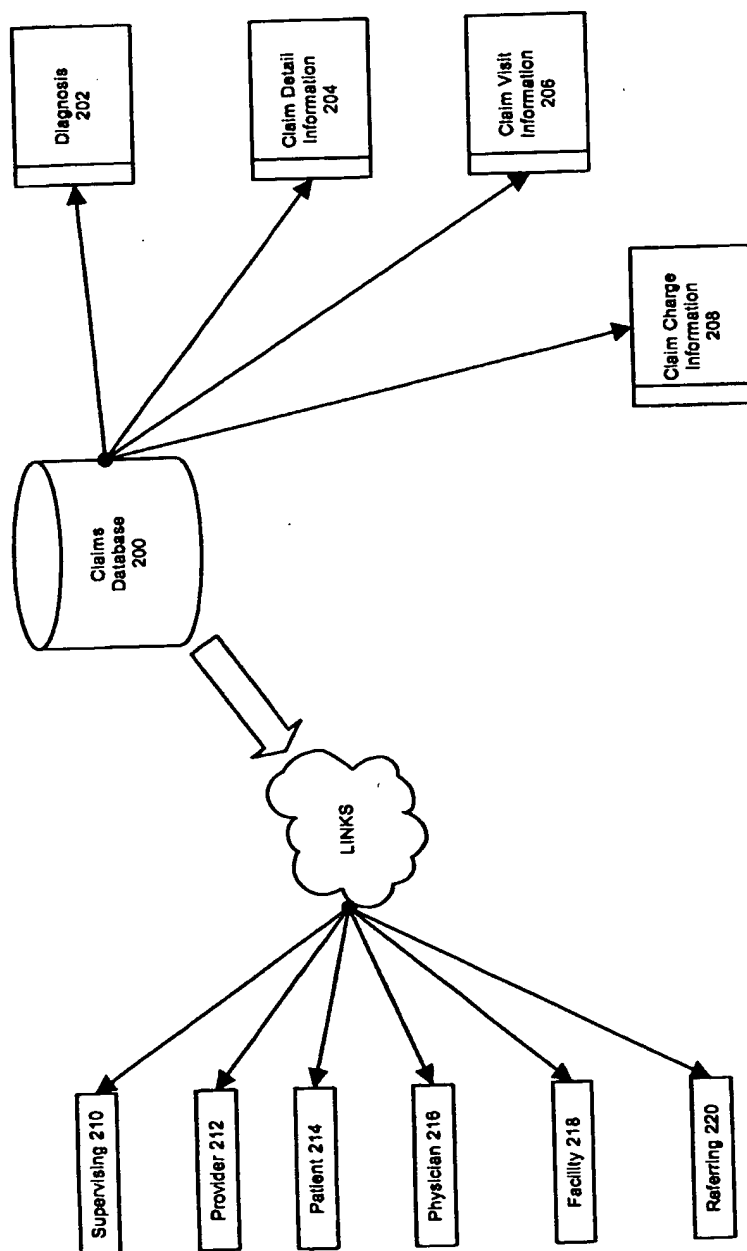 Diagnosis
202
Claim Detail
Information
204
Claim Visit
Information
206
Claim Charge
Information
208
Claims
Database
200
LINKS
Supervising 210
Provider 212
Patient 214
Physician 216
Facility 218
Referring 220